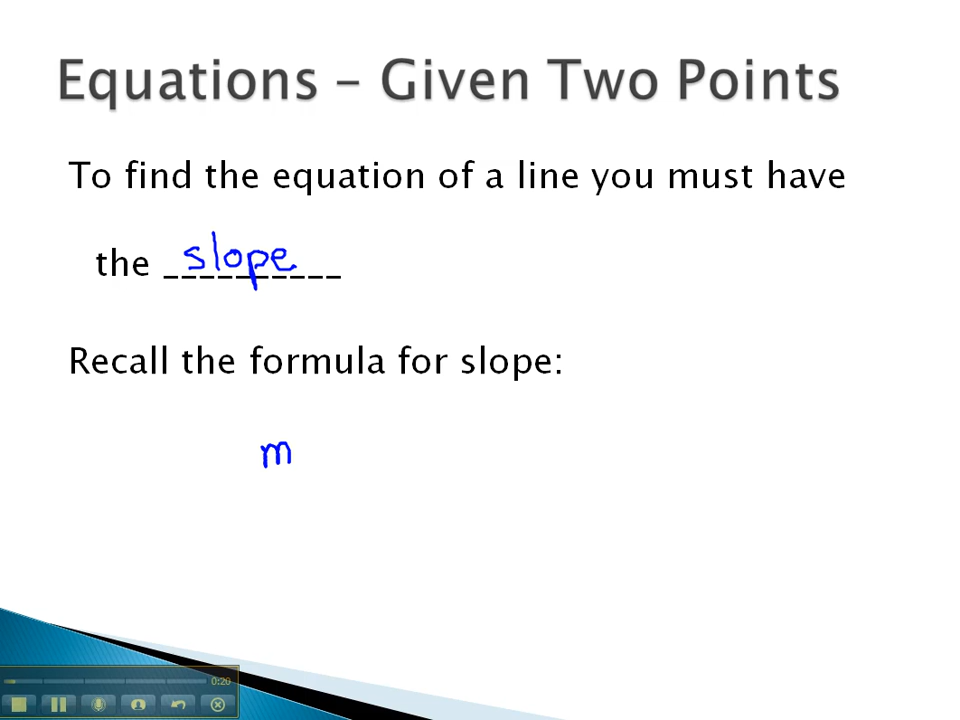 Equations – Given Two Points
To find the equation of a line you must have
the __________ slope
Recall the formula for slope:
m
0:20